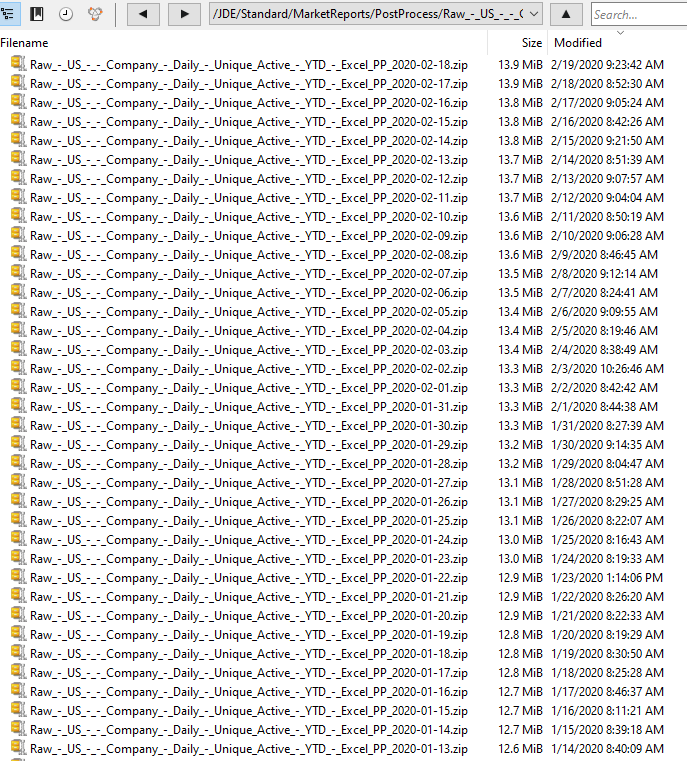 /JDE/Standard/MarketReports/PostProcess/Raw_-_US_-_-_C
Search...
Filename Size Modified
Raw_-_US_-_-_Company_-_Daily_-_Unique_Active_-_YTD_-_Excel_PP_2020-02-18.zip 13.9 MiB 2/19/2020 9:23:42 AM
Raw_-_US_-_-_Company_-_Daily_-_Unique_Active_-_YTD_-_Excel_PP_2020-02-17.zip 13.9 MiB 2/18/2020 8:52:30 AM
Raw_-_US_-_-_Company_-_Daily_-_Unique_Active_-_YTD_-_Excel_PP_2020-02-16.zip 13.8 MiB 2/17/2020 9:05:24 AM
Raw_-_US_-_-_Company_-_Daily_-_Unique_Active_-_YTD_-_Excel_PP_2020-02-15.zip 13.8 MiB 2/16/2020 8:42:26 AM
Raw_-_US_-_-_Company_-_Daily_-_Unique_Active_-_YTD_-_Excel_PP_2020-02-14.zip 13.8 MiB 2/15/2020 9:21:50 AM
Raw_-_US_-_-_Company_-_Daily_-_Unique_Active_-_YTD_-_Excel_PP_2020-02-13.zip 13.7 MiB 2/14/2020 8:51:39 AM
Raw_-_US_-_-_Company_-_Daily_-_Unique_Active_-_YTD_-_Excel_PP_2020-02-12.zip 13.7 MiB 2/13/2020 9:07:57 AM
Raw_-_US_-_-_Company_-_Daily_-_Unique_Active_-_YTD_-_Excel_PP_2020-02-11.zip 13.7 MiB 2/12/2020 9:04:04 AM
Raw_-_US_-_-_Company_-_Daily_-_Unique_Active_-_YTD_-_Excel_PP_2020-02-10.zip 13.6 MiB 2/11/2020 8:50:19 AM
Raw_-_US_-_-_Company_-_Daily_-_Unique_Active_-_YTD_-_Excel_PP_2020-02-09.zip 13.6 MiB 2/10/2020 9:06:28 AM
Raw_-_US_-_-_Company_-_Daily_-_Unique_Active_-_YTD_-_Excel_PP_2020-02-08.zip 13.6 MiB 2/9/2020 8:46:45 AM
Raw_-_US_-_-_Company_-_Daily_-_Unique_Active_-_YTD_-_Excel_PP_2020-02-07.zip 13.5 MiB 2/8/2020 9:12:14 AM
Raw_-_US_-_-_Company_-_Daily_-_Unique_Active_-_YTD_-_Excel_PP_2020-02-06.zip 13.5 MiB 2/7/2020 8:24:41 AM
Raw_-_US_-_-_Company_-_Daily_-_Unique_Active_-_YTD_-_Excel_PP_2020-02-05.zip 13.4 MiB 2/6/2020 9:09:55 AM
Raw_-_US_-_-_Company_-_Daily_-_Unique_Active_-_YTD_-_Excel_PP_2020-02-04.zip 13.4 MiB 2/5/2020 8:19:46 AM
Raw_-_US_-_-_Company_-_Daily_-_Unique_Active_-_YTD_-_Excel_PP_2020-02-03.zip 13.4 MiB 2/4/2020 8:38:49 AM
Raw_-_US_-_-_Company_-_Daily_-_Unique_Active_-_YTD_-_Excel_PP_2020-02-02.zip 13.3 MiB 2/3/2020 10:26:46 AM
Raw_-_US_-_-_Company_-_Daily_-_Unique_Active_-_YTD_-_Excel_PP_2020-02-01.zip 13.3 MiB 2/2/2020 8:42:42 AM
Raw_-_US_-_-_Company_-_Daily_-_Unique_Active_-_YTD_-_Excel_PP_2020-01-31.zip 13.3 MiB 2/1/2020 8:44:38 AM
Raw_-_US_-_-_Company_-_Daily_-_Unique_Active_-_YTD_-_Excel_PP_2020-01-30.zip 13.3 MiB 1/31/2020 8:27:39 AM
Raw_-_US_-_-_Company_-_Daily_-_Unique_Active_-_YTD_-_Excel_PP_2020-01-29.zip 13.2 MiB 1/30/2020 9:14:35 AM
Raw_-_US_-_-_Company_-_Daily_-_Unique_Active_-_YTD_-_Excel_PP_2020-01-28.zip 13.2 MiB 1/29/2020 8:04:47 AM
Raw_-_US_-_-_Company_-_Daily_-_Unique_Active_-_YTD_-_Excel_PP_2020-01-27.zip 13.1 MiB 1/28/2020 8:51:28 AM
Raw_-_US_-_-_Company_-_Daily_-_Unique_Active_-_YTD_-_Excel_PP_2020-01-26.zip 13.1 MiB 1/27/2020 8:29:25 AM
Raw_-_US_-_-_Company_-_Daily_-_Unique_Active_-_YTD_-_Excel_PP_2020-01-25.zip 13.1 MiB 1/26/2020 8:22:07 AM
Raw_-_US_-_-_Company_-_Daily_-_Unique_Active_-_YTD_-_Excel_PP_2020-01-24.zip 13.0 MiB 1/25/2020 8:16:43 AM
Raw_-_US_-_-_Company_-_Daily_-_Unique_Active_-_YTD_-_Excel_PP_2020-01-23.zip 13.0 MiB 1/24/2020 8:19:33 AM
Raw_-_US_-_-_Company_-_Daily_-_Unique_Active_-_YTD_-_Excel_PP_2020-01-22.zip 12.9 MiB 1/23/2020 1:14:06 PM
Raw_-_US_-_-_Company_-_Daily_-_Unique_Active_-_YTD_-_Excel_PP_2020-01-21.zip 12.9 MiB 1/22/2020 8:26:20 AM
Raw_-_US_-_-_Company_-_Daily_-_Unique_Active_-_YTD_-_Excel_PP_2020-01-20.zip 12.9 MiB 1/21/2020 8:22:33 AM
Raw_-_US_-_-_Company_-_Daily_-_Unique_Active_-_YTD_-_Excel_PP_2020-01-19.zip 12.8 MiB 1/20/2020 8:19:29 AM
Raw_-_US_-_-_Company_-_Daily_-_Unique_Active_-_YTD_-_Excel_PP_2020-01-18.zip 12.8 MiB 1/19/2020 8:30:50 AM
Raw_-_US_-_-_Company_-_Daily_-_Unique_Active_-_YTD_-_Excel_PP_2020-01-17.zip 12.8 MiB 1/18/2020 8:25:28 AM
Raw_-_US_-_-_Company_-_Daily_-_Unique_Active_-_YTD_-_Excel_PP_2020-01-16.zip 12.7 MiB 1/17/2020 8:46:37 AM
Raw_-_US_-_-_Company_-_Daily_-_Unique_Active_-_YTD_-_Excel_PP_2020-01-15.zip 12.7 MiB 1/16/2020 8:11:21 AM
Raw_-_US_-_-_Company_-_Daily_-_Unique_Active_-_YTD_-_Excel_PP_2020-01-14.zip 12.7 MiB 1/15/2020 8:39:18 AM
Raw_-_US_-_-_Company_-_Daily_-_Unique_Active_-_YTD_-_Excel_PP_2020-01-13.zip 12.6 MiB 1/14/2020 8:40:09 AM